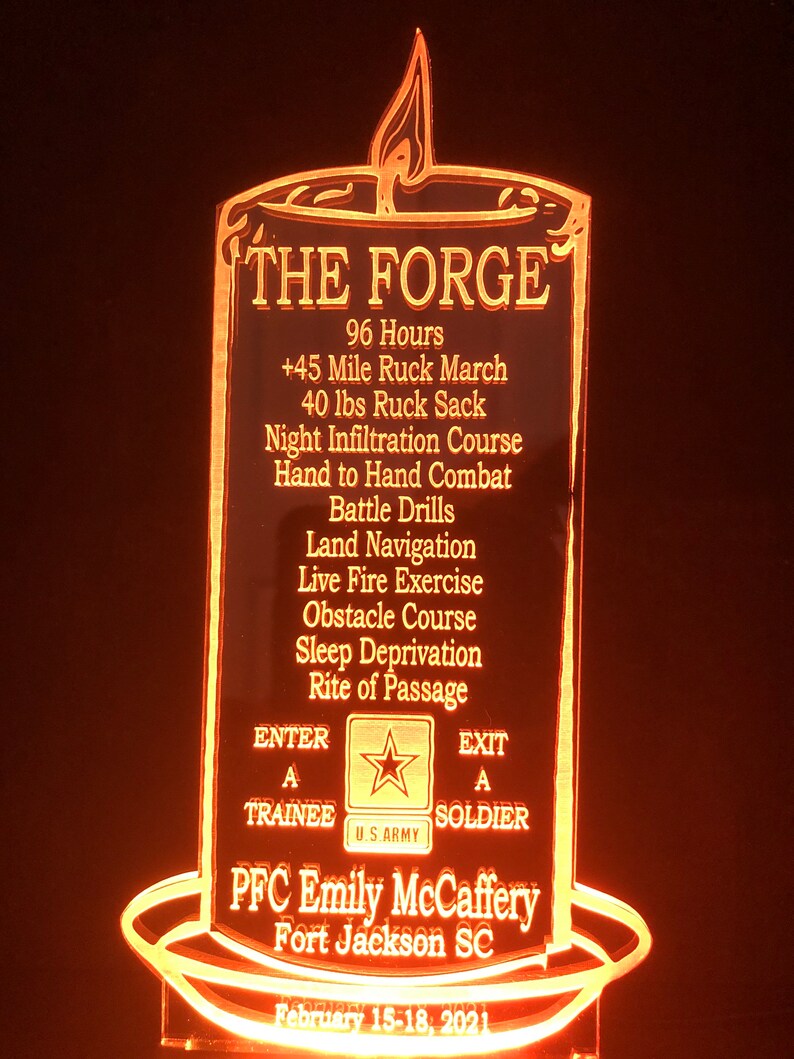 THE FORGE
96 Hours
+45 Mile Ruck March
40 lbs Ruck Sack
Night Infiltration Course
Hand to Hand Combat
Battle Drills
Land Navigation
Live Fire Exercise
Obstacle Course
Sleep Deprivation
Rite of Passage
ENTER
A
TRAINEE
U.S.ARMY
EXIT
A
SOLDIER
PFC Emily McCaffery
Fort Jackson SC
February 15-18, 2021